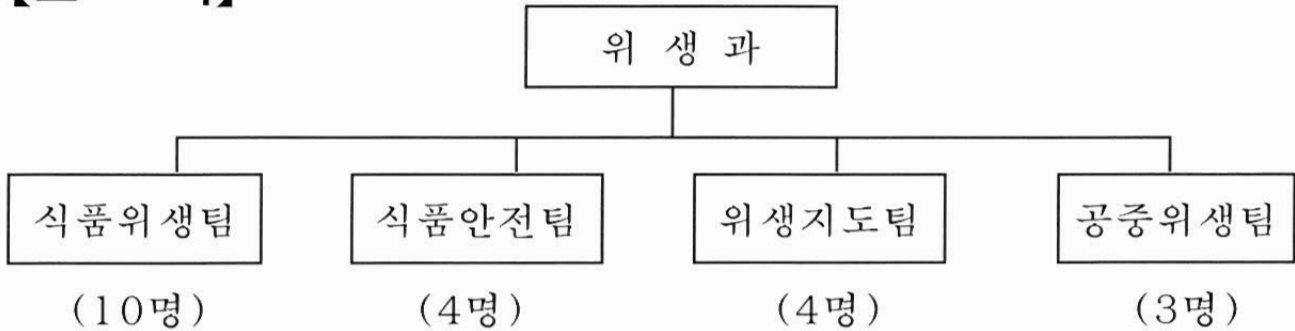 위 생 과
식품위생팀 식품안전팀 위생지도팀 공중위생팀
(10명) (4명) (4명) (3명)